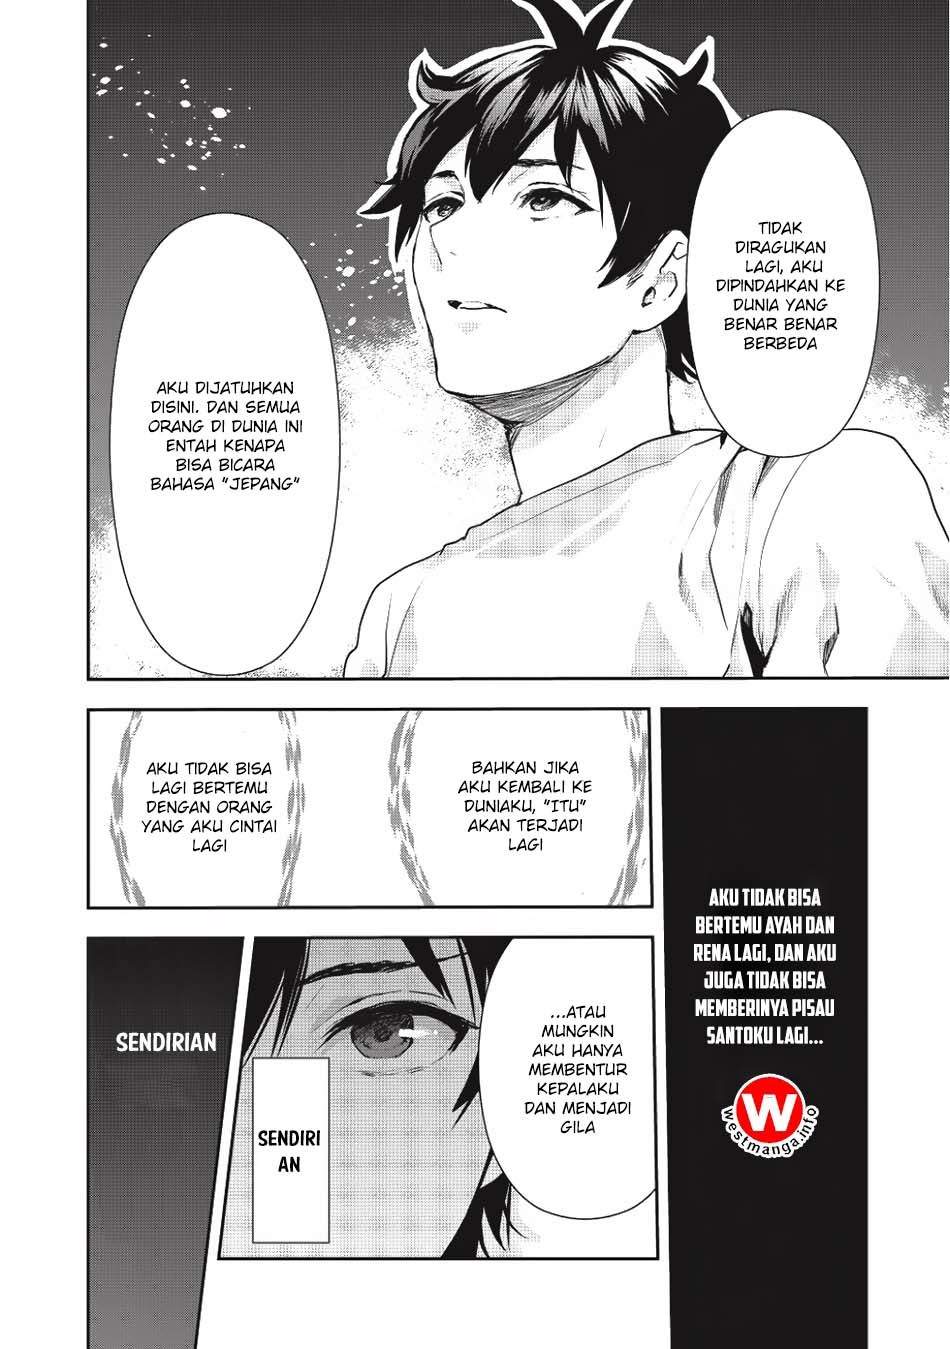 TIDAK
DIRAGUKAN
LAGI, AKU
DIPINDAHKAN KE
DUNIA YANG
BENAR BENAR
BERBEDA
AKU DIJATUHKAN
DISINI. DAN SEMUA
ORANG DI DUNIA INI
ENTAH KENAPA
BISA BICARA
BAHASA "JEPANG"
AKU TIDAK BISA
BERTEMU AYAH DAN
RENA LAGI, DAN AKU
JUGA TIDAK BISA
MEMBERINYA PISAU
SANTOKU LAGI...
BAHKAN JIKA
AKU KEMBALI KE
DUNIAKU, "ITU"
AKAN TERJADI
LAGI
AKU TIDAK BISA
LAGI BERTEMU
DENGAN ORANG
YANG AKU CINTAI
LAGI
...ATAU
MUNGKIN
AKU HANYA
MEMBENTUR
KEPALAKU
DAN MENJADI
GILA
SENDIRI
AN
SENDIRIAN
W
westmanga.info